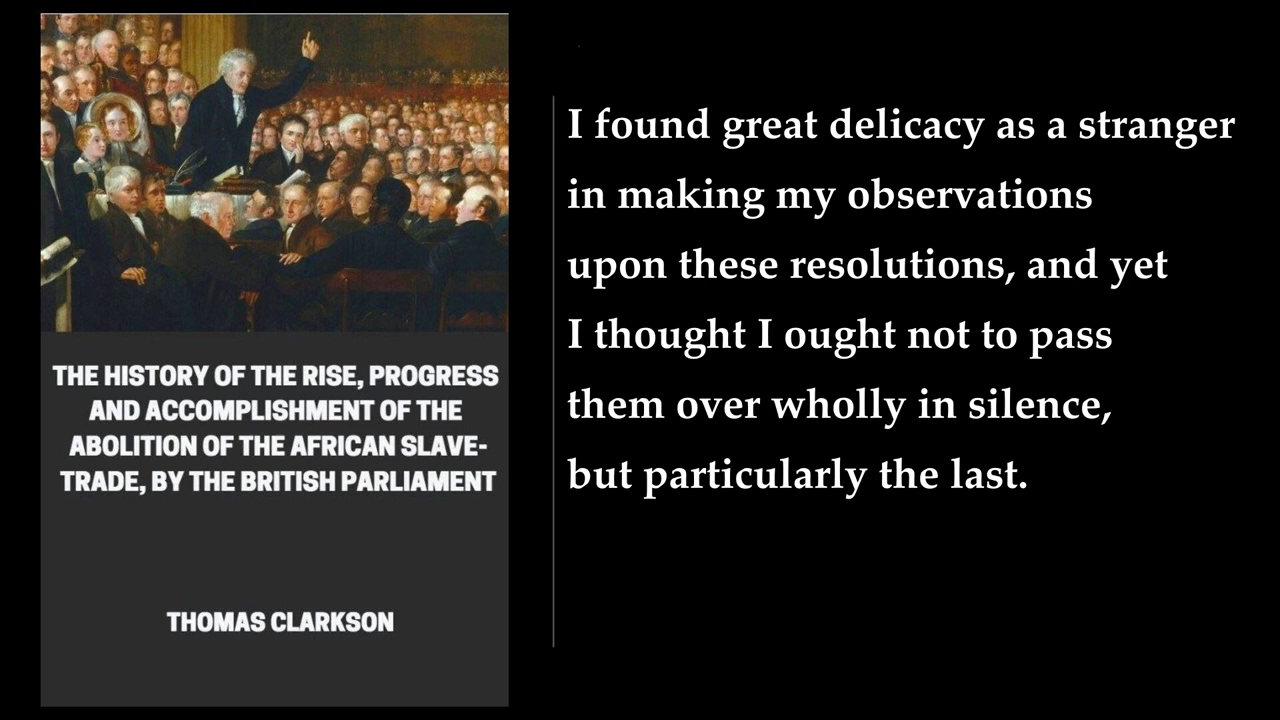 THE HISTORY OF THE RISE, PROGRESS
AND ACCOMPLISHMENT OF THE
ABOLITION OF THE AFRICAN SLAVE-
TRADE, BY THE BRITISH PARLIAMENT
THOMAS CLARKSON
I found great delicacy as a stranger
in making my observations
upon these resolutions, and yet
I thought I ought not to pass
them over wholly in silence,
but particularly the last.